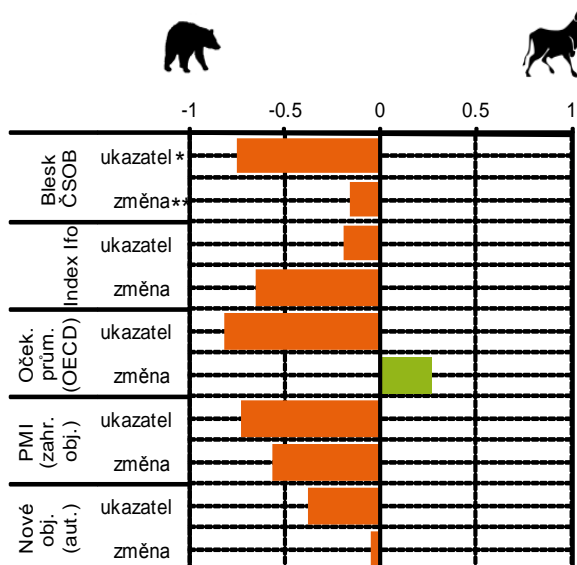 -1 -0.5 0 0.5 1
Blesk
ČSOB
ukazatel *
změna**
Index Ifo
ukazatel
změna
Oček.
prům.
(OECD)
ukazatel
změna
PMI
(zahr.
obj.)
ukazatel
změna
Nové
obj.
(aut.)
ukazatel
změna